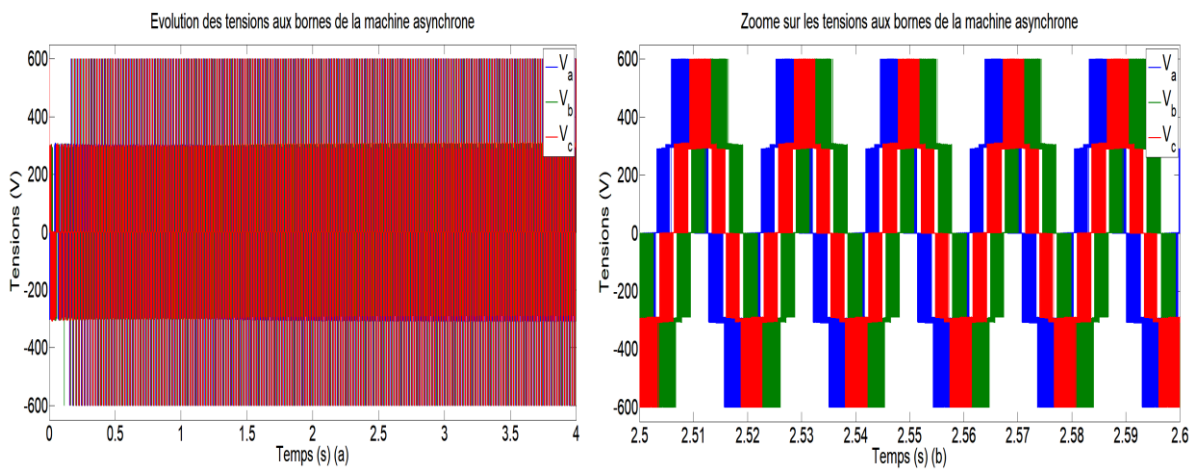 Evolution des tensions aux bornes de la machine asynchrone
Tensions (V)
600
400
200
0
-200
-400
-600
V_a
V_b
V_c
0 0.5 1 1.5 2 2.5 3 3.5 4
Temps (s) (a)
Zoome sur les tensions aux bornes de la machine asynchrone
Tensions (V)
600
400
200
0
-200
-400
-600
V_a
V_b
V_c
2.5 2.51 2.52 2.53 2.54 2.55 2.56 2.57 2.58 2.59 2.6
Temps (s) (b)